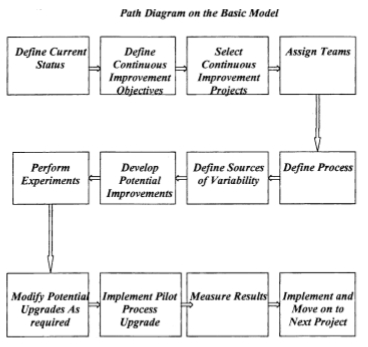 Path Diagram on the Basic Model
Define Current
Status
Define
Continuous
Improvement
Objectives
Select
Continuous
Improvement
Projects
Assign Teams
Perform
Experiments
Develop
Potential
Improvements
Define Sources
of Variability
Define Process
Modify Potential
Upgrades As
required
Implement Pilot
Process
Upgrade
Measure Results
Implement and
Move on to
Next Project